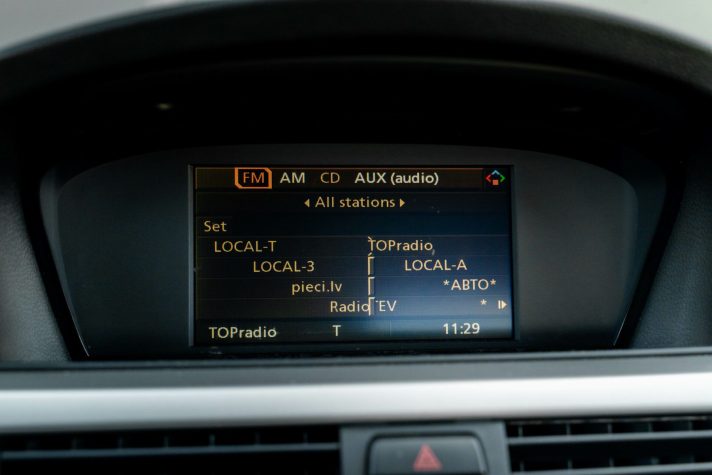 FM AM CD AUX (audio)
All stations
Set
LOCAL-T TOPradio
LOCAL-3 LOCAL-A
pieci.lv *АВТО*
Radio TEV *
TOPradio T 11:29